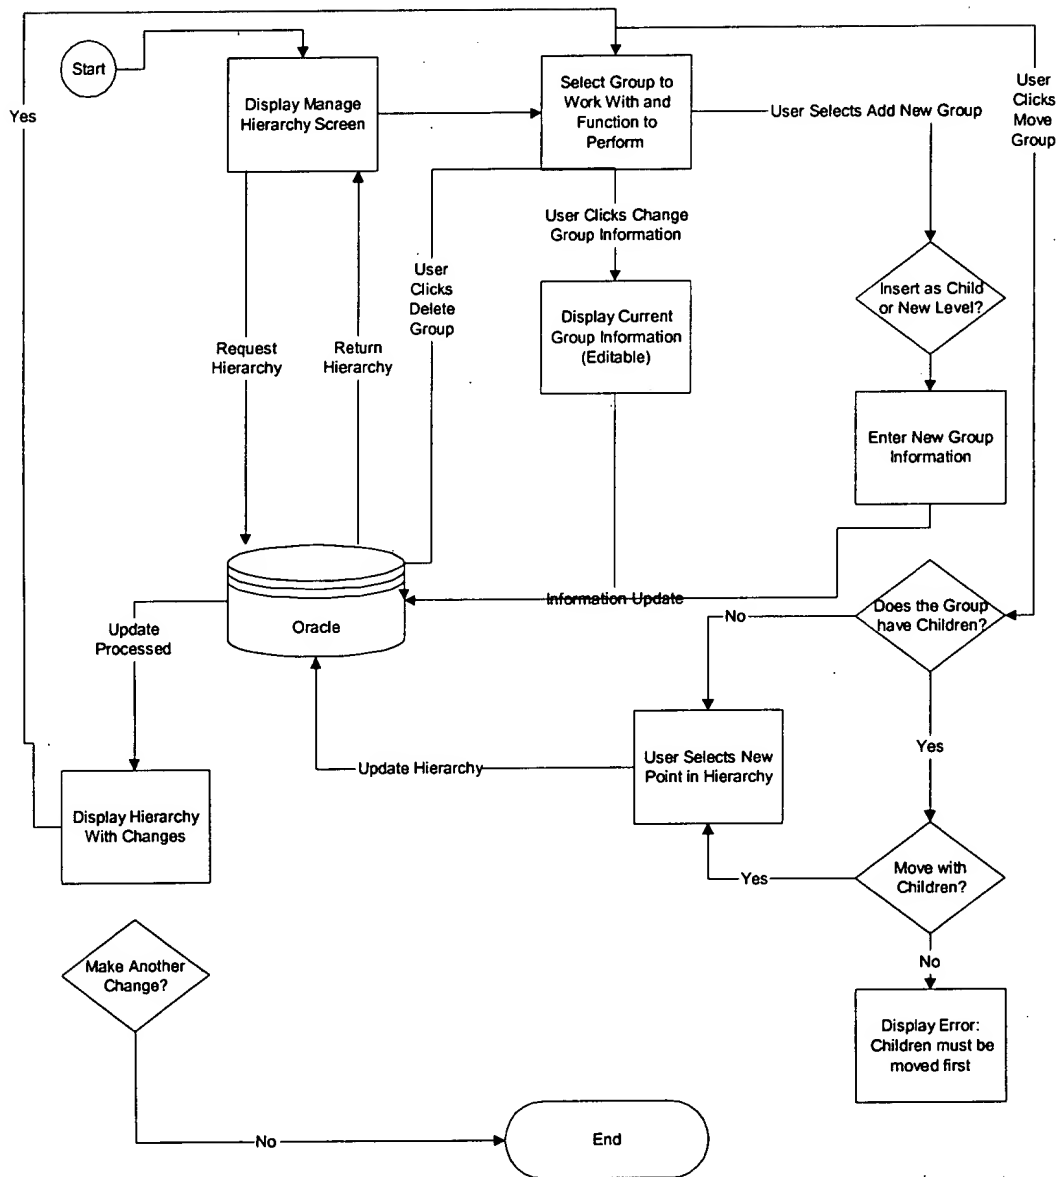 Start
Display Manage
Hierarchy Screen
Select Group to
Work With and
Function to
Perform
User Selects Add New Group
User
Clicks
Move
Group
Yes
User Clicks Change
Group Information
User
Clicks
Delete
Group
Insert as Child
or New Level?
Display Current
Group Information
(Editable)
Request
Hierarchy
Return
Hierarchy
Enter New Group
Information
Information Update
Oracle
Does the Group
have Children?
No
Update
Processed
Yes
User Selects New
Point in Hierarchy
Update Hierarchy
Display Hierarchy
With Changes
Move with
Children?
Yes
No
Make Another
Change?
Display Error:
Children must be
moved first
No
End